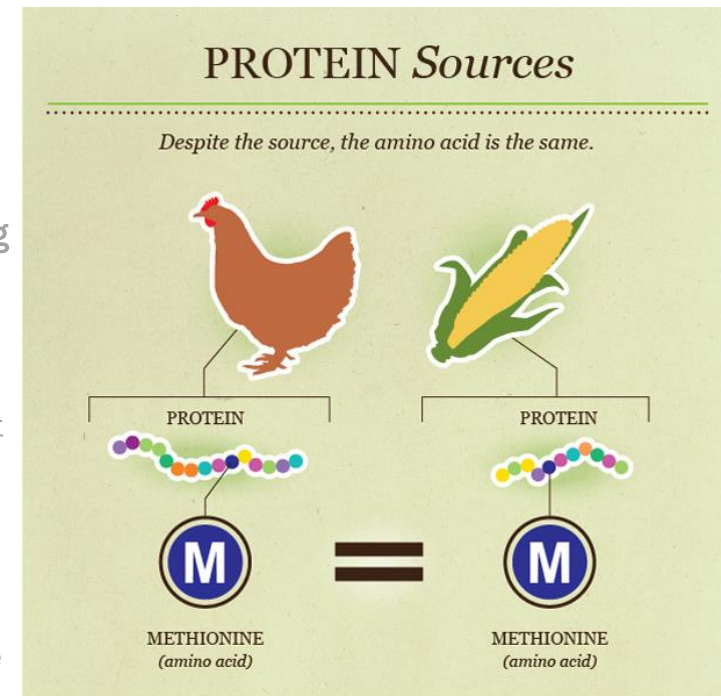 PROTEIN Sources
Despite the source, the amino acid is the same.
PROTEIN PROTEIN
M M
METHIONINE METHIONINE
(amino acid) (amino acid)